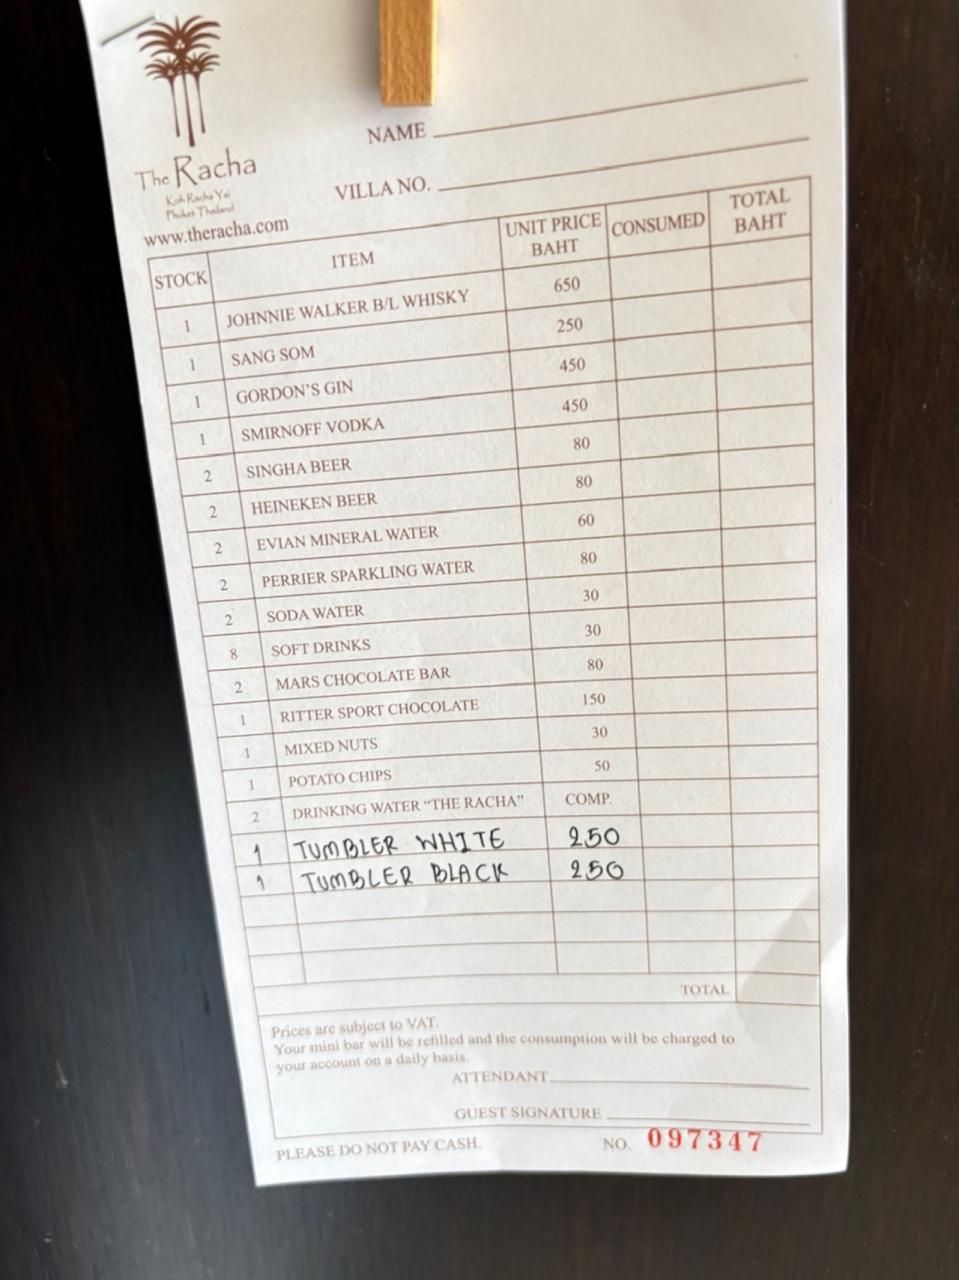 The Racha
Koh Racha Yai
Phuket Thailand
www.theracha.com
NAME
VILLA NO.
STOCK ITEM UNIT PRICE BAHT CONSUMED TOTAL BAHT
1 JOHNNIE WALKER B/L WHISKY 650
1 SANG SOM 250
1 GORDON'S GIN 450
1 SMIRNOFF VODKA 450
2 SINGHA BEER 80
2 HEINEKEN BEER 80
2 EVIAN MINERAL WATER 60
2 PERRIER SPARKLING WATER 80
2 SODA WATER 30
8 SOFT DRINKS 30
2 MARS CHOCOLATE BAR 80
1 RITTER SPORT CHOCOLATE 150
1 MIXED NUTS 30
1 POTATO CHIPS 50
2 DRINKING WATER "THE RACHA" COMP.
1 TUMBLER WHITE 250
1 TUMBLER BLACK 250
TOTAL
Prices are subject to VAT.
Your mini bar will be refilled and the consumption will be charged to
your account on a daily basis.
ATTENDANT
GUEST SIGNATURE
PLEASE DO NOT PAY CASH. NO. 097347